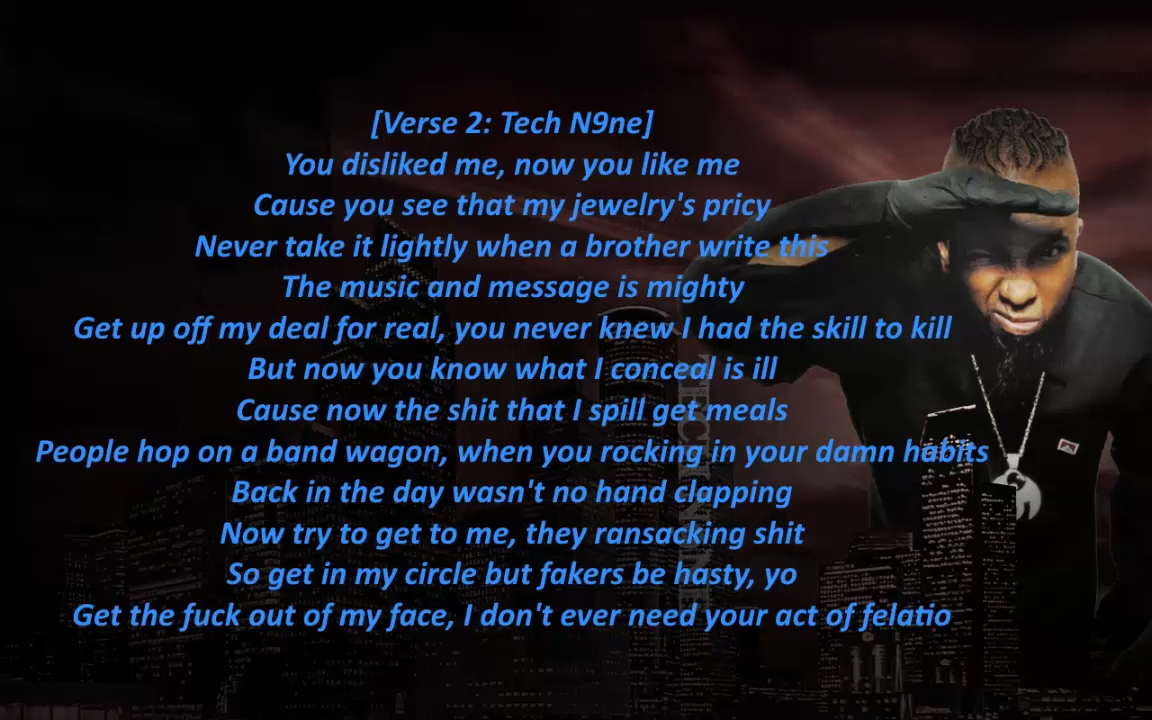 [Verse 2: Tech N9ne]
You disliked me, now you like me
Cause you see that my jewelry's pricy
Never take it lightly when a brother write this
The music and message is mighty
Get up off my deal for real, you never knew I had the skill to kill
But now you know what I conceal is ill
Cause now the shit that I spill get meals
People hop on a band wagon, when you rocking in your damn habits
Back in the day wasn't no hand clapping
Now try to get to me, they ransacking shit
So get in my circle but fakers be hasty, yo
Get the fuck out of my face, I don't ever need your act of felatio